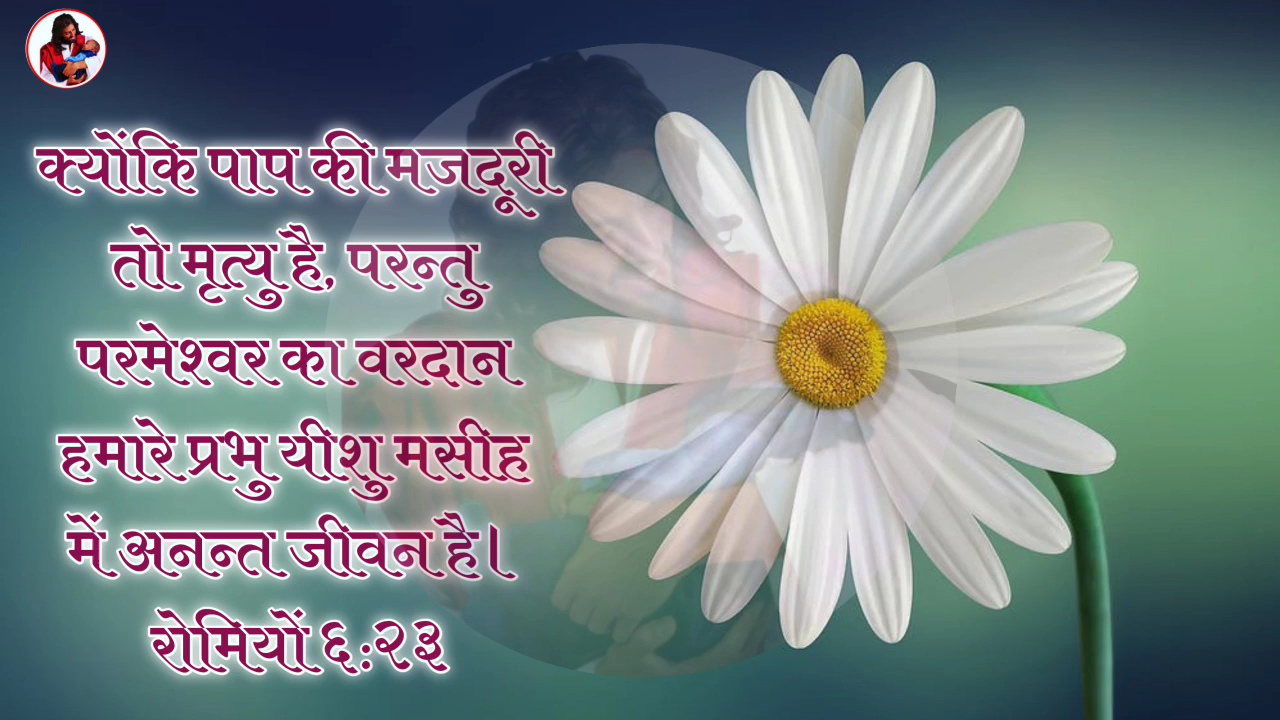 क्योंकि पाप की मजदूरी
तो मृत्यु है, परन्तु
परमेश्वर का वरदान
हमारे प्रभु यीशु मसीह
में अनन्त जीवन है।
रोमियों ६:२३